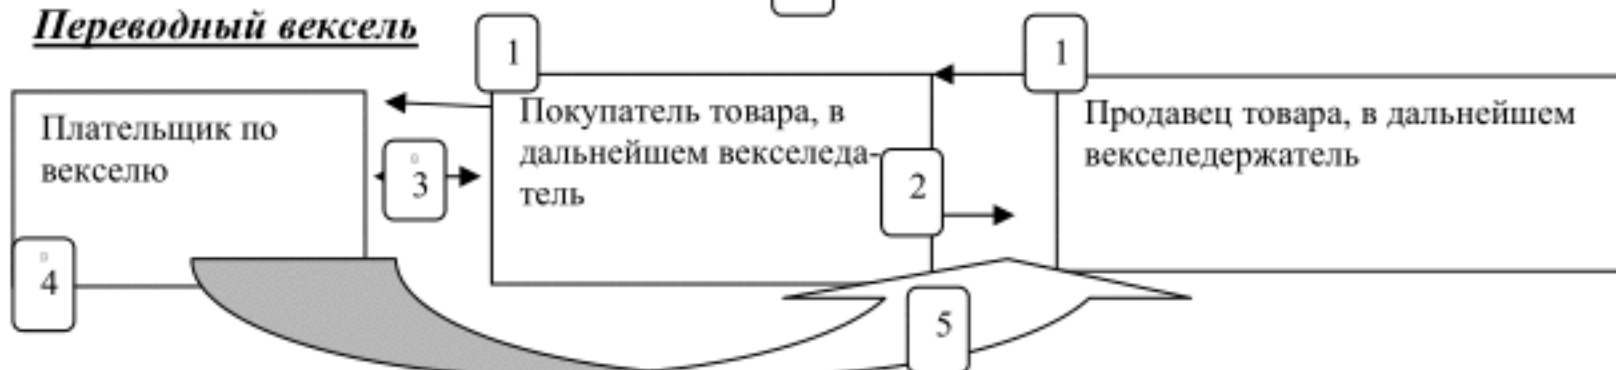 Переводный вексель
1
1
Плательщик по
векселю
Покупатель товара, в
дальнейшем векселеда-
тель
Продавец товара, в дальнейшем
векселедержатель
3
2
4
5